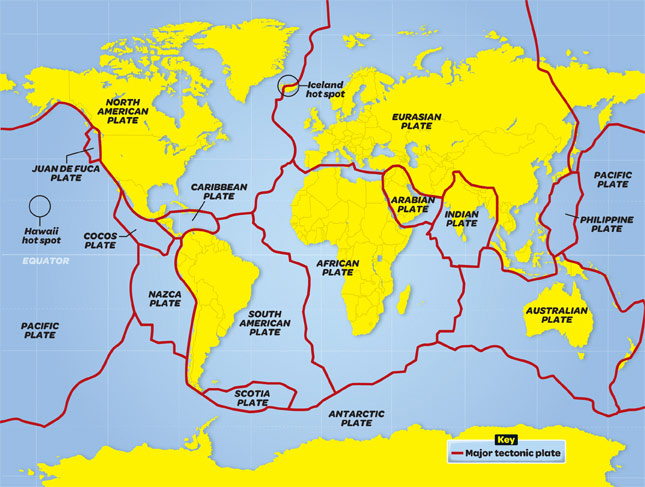 Iceland
hot spot
NORTH
AMERICAN
PLATE
EURASIAN
PLATE
JUAN DE FUCA
PLATE
CARIBBEAN
PLATE
ARABIAN
PLATE
INDIAN
PLATE
PACIFIC
PLATE
PHILIPPINE
PLATE
Hawaii
hot spot
COCOS
PLATE
EQUATOR
AFRICAN
PLATE
NAZCA
PLATE
SOUTH
AMERICAN
PLATE
AUSTRALIAN
PLATE
PACIFIC
PLATE
SCOTIA
PLATE
ANTARCTIC
PLATE
Key
Major tectonic plate